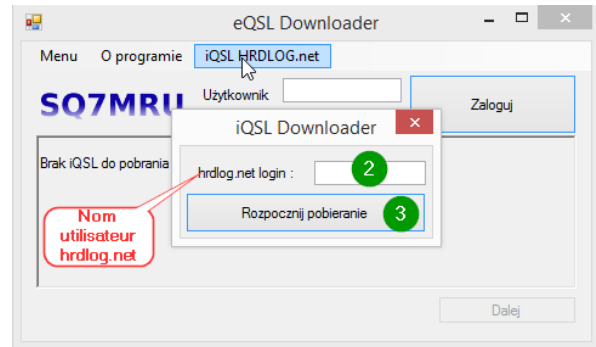 eQSL Downloader
Menu O programie iQSL HRDLOG.net
SQ7MRU
Użytkownik
Zaloguj
iQSL Downloader
Brak iQSL do pobrania
hrdlog.net login :
2
Rozpocznij pobieranie
3
Nom
utilisateur
hrdlog.net
Dalej